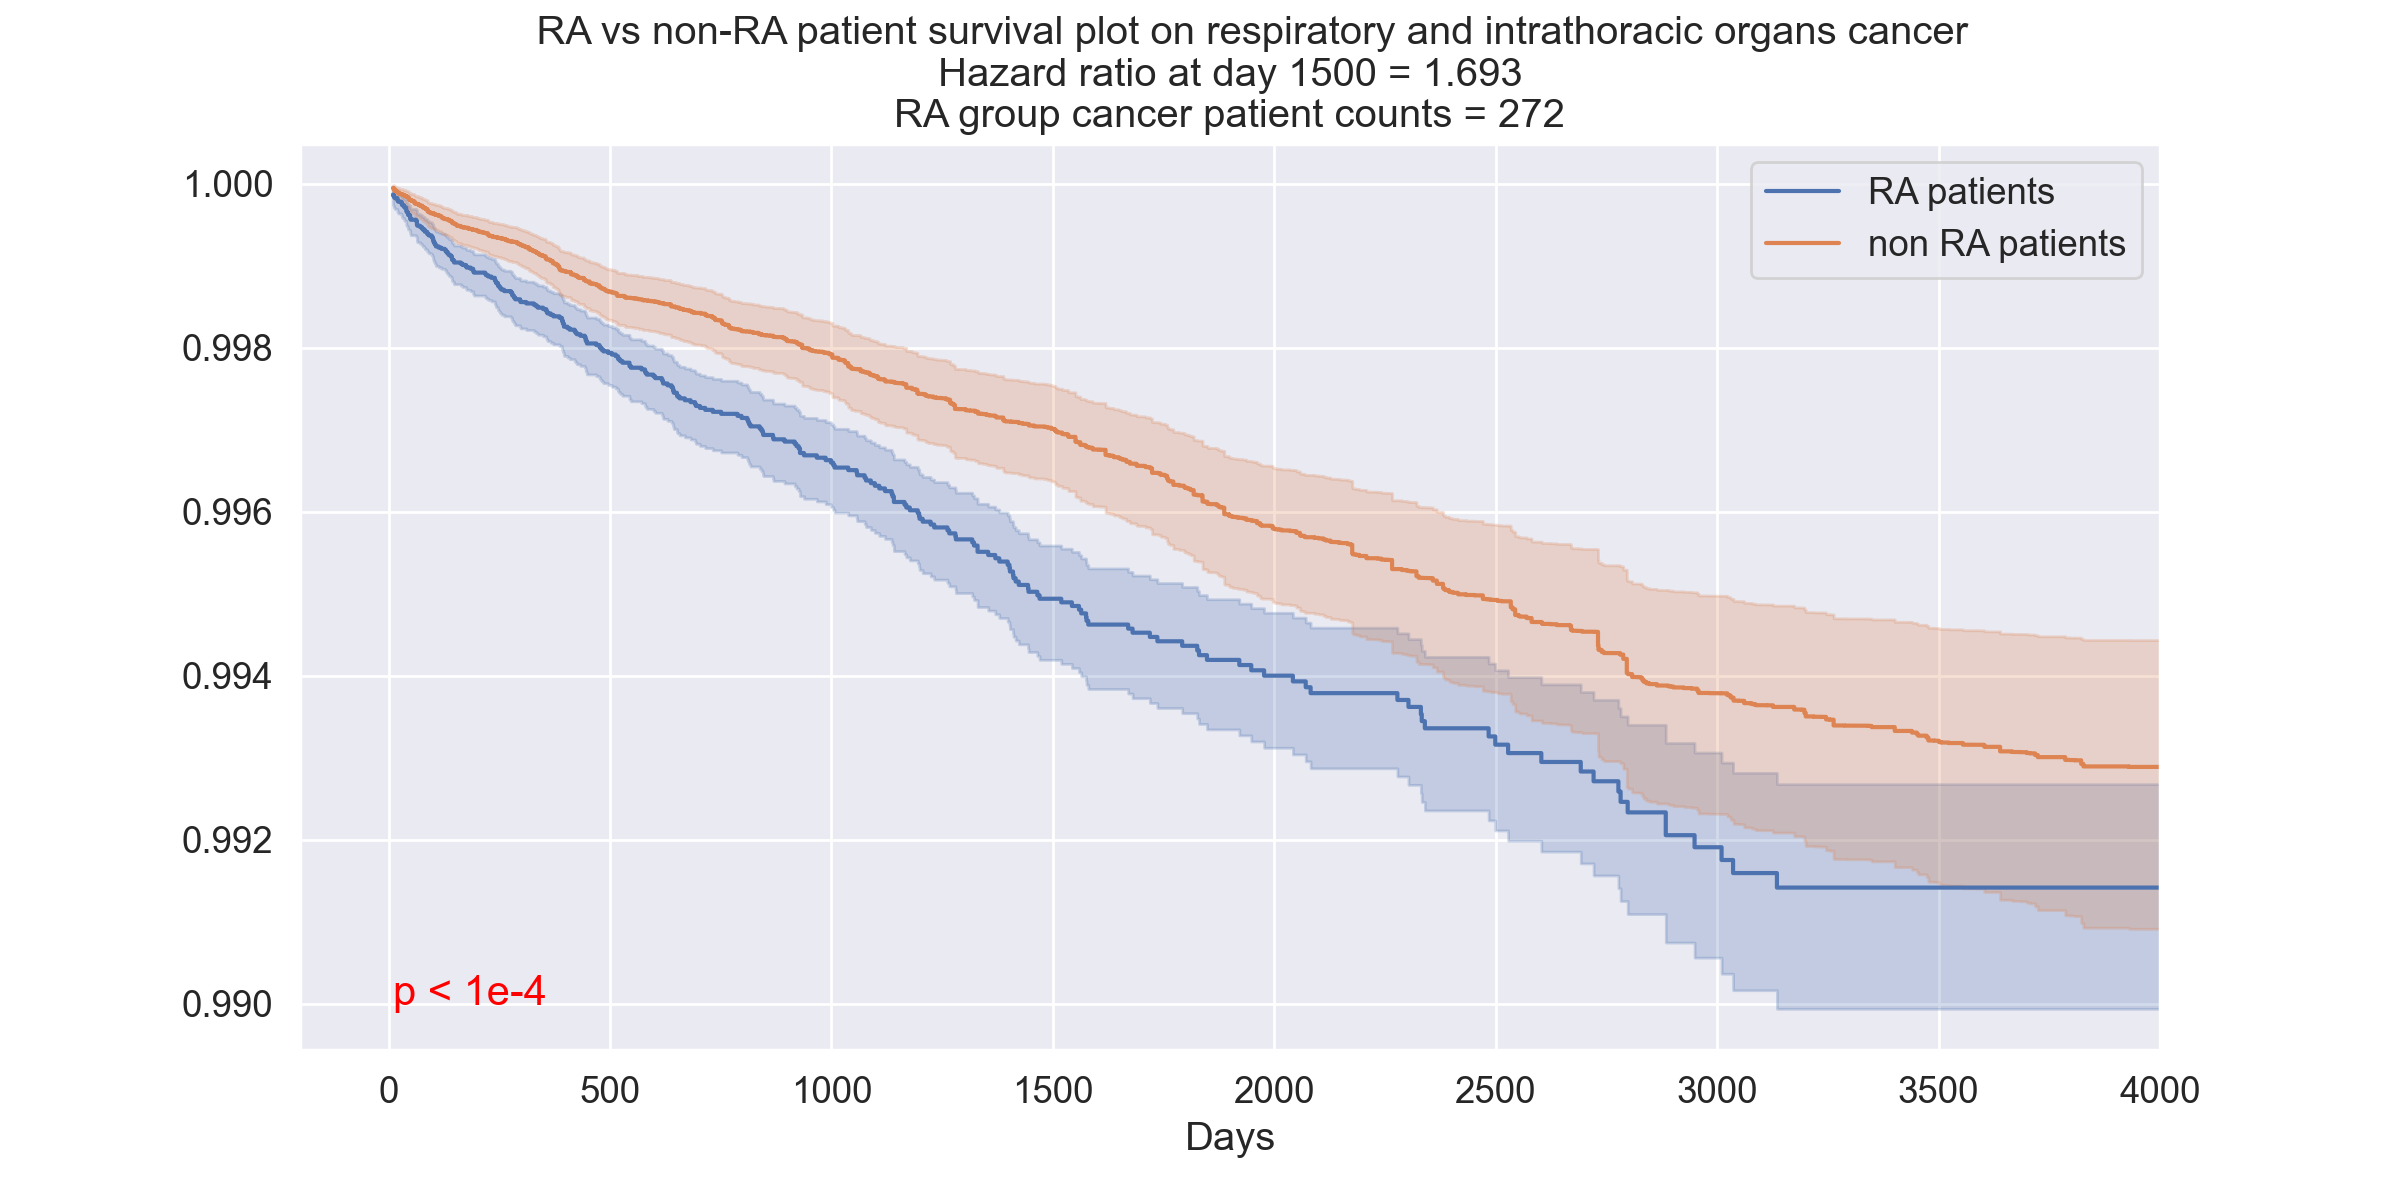 RA vs non-RA patient survival plot on respiratory and intrathoracic organs cancer
Hazard ratio at day 1500 = 1.693
RA group cancer patient counts = 272
RA patients
non RA patients
1.000
0.998
0.996
0.994
0.992
0.990
p < 1e-4
0 500 1000 1500 2000 2500 3000 3500 4000
Days